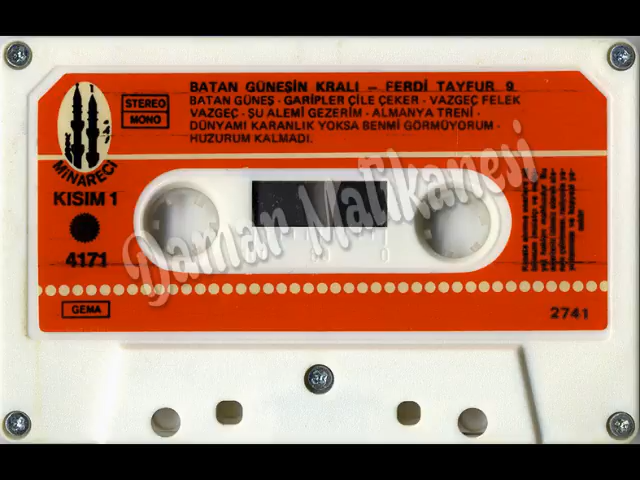 BATAN GÜNEŞİN KRALI – FERDİ TAYFUR 9
BATAN GÜNEŞ · GARİPLER ÇİLE ÇEKER · VAZGEÇ FELEK
VAZGEÇ · ŞU ALEMİ GEZERİM · ALMANYA TRENİ ·
DÜNYAMI KARANLIK YOKSA BENMİ GÖRMÜYORUM ·
HUZURUM KALMADI.
STEREO
MONO
MİNARECİ
KISIM 1
4171
GEMA
2741
Damar Malikanesi